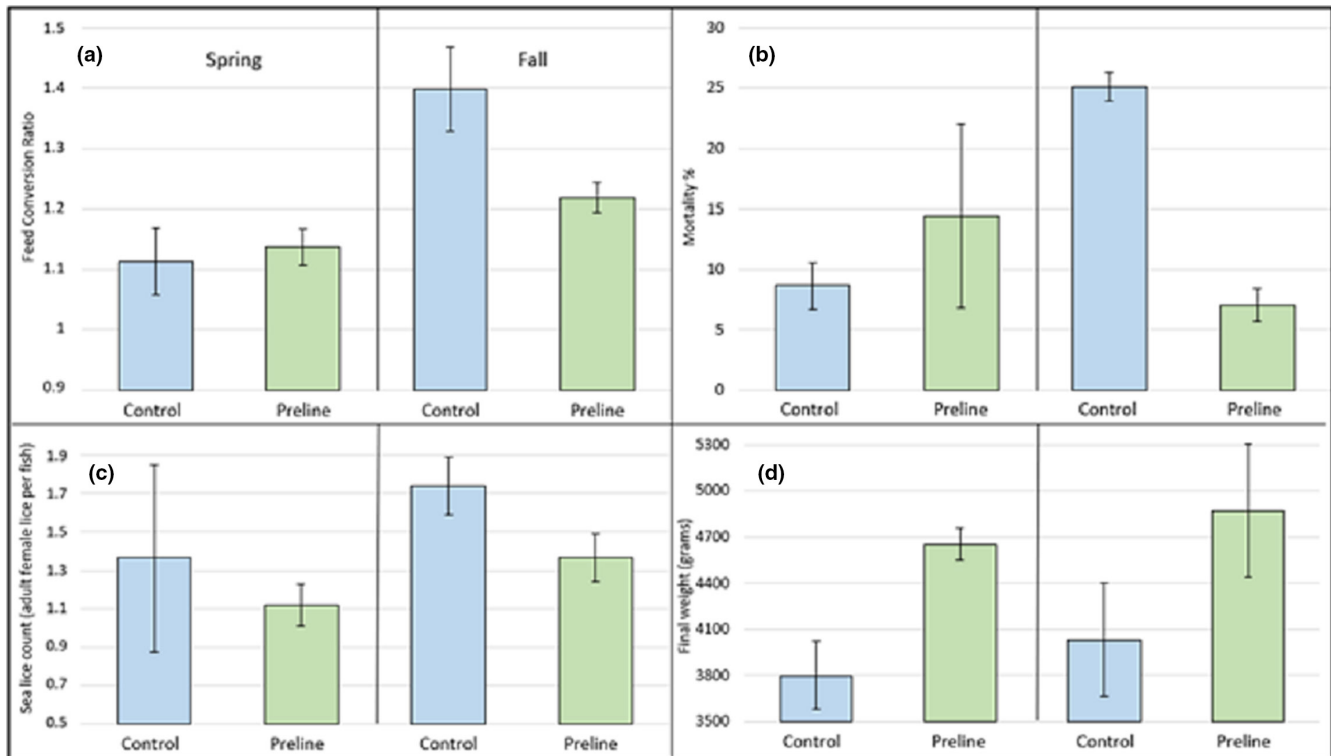 (a)
Spring
Fall
Feed Conversion Ratio
1.5
1.4
1.3
1.2
1.1
1
0.9
Control
Preline
Control
Preline
(b)
Mortality %
30
25
20
15
10
5
0
Control
Preline
Control
Preline
(c)
Sea lice count (adult female lice per fish)
1.9
1.7
1.5
1.3
1.1
0.9
0.7
0.5
Control
Preline
Control
Preline
(d)
Final weight (grams)
5300
5000
4700
4400
4100
3800
3500
Control
Preline
Control
Preline